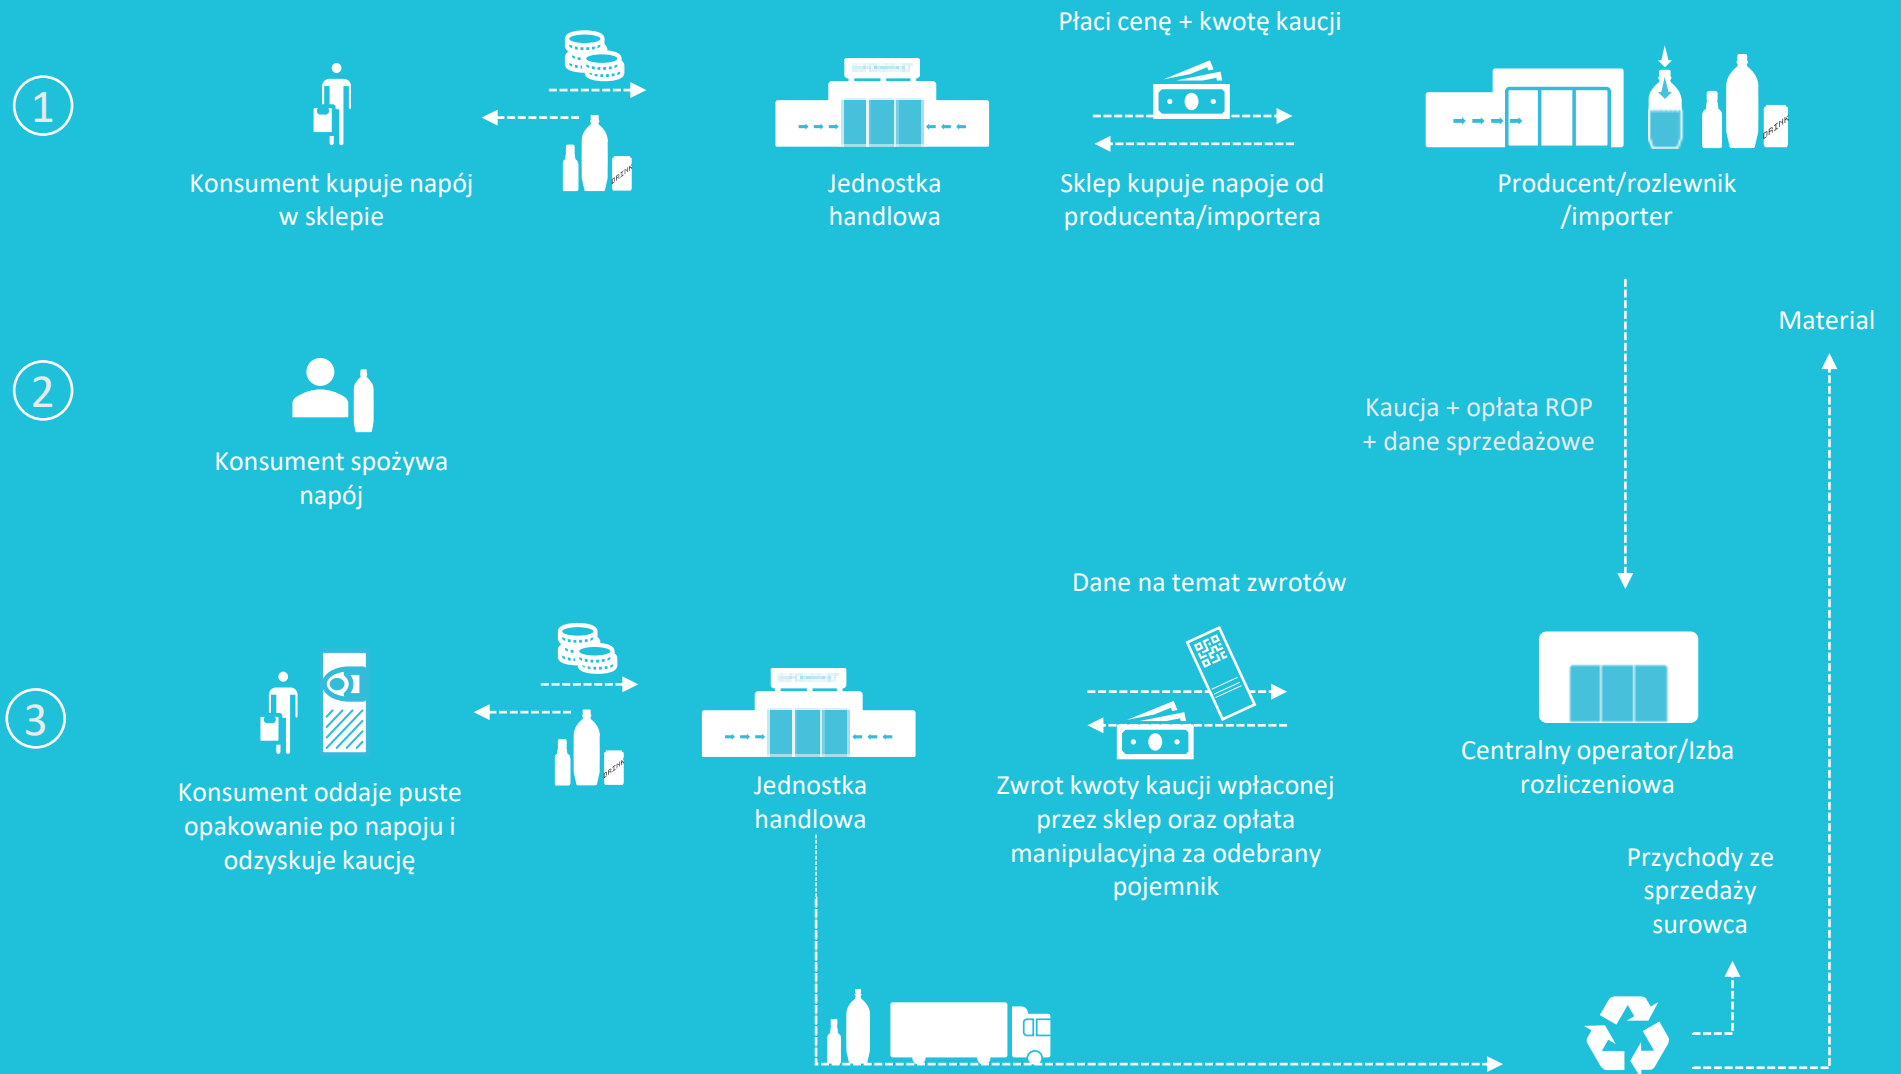 Płaci cenę + kwotę kaucji
1
DRINK
DRINK
Konsument kupuje napój
w sklepie
Jednostka
handlowa
Sklep kupuje napoje od
producenta/importera
Producent/rozlewnik
/importer
Material
2
Kaucja + opłata ROP
+ dane sprzedażowe
Konsument spożywa
napój
Dane na temat zwrotów
3
DRINK
Konsument oddaje puste
opakowanie po napoju i
odzyskuje kaucję
Jednostka
handlowa
Zwrot kwoty kaucji wpłaconej
przez sklep oraz opłata
manipulacyjna za odebrany
pojemnik
Centralny operator/Izba
rozliczeniowa
Przychody ze
sprzedaży
surowca